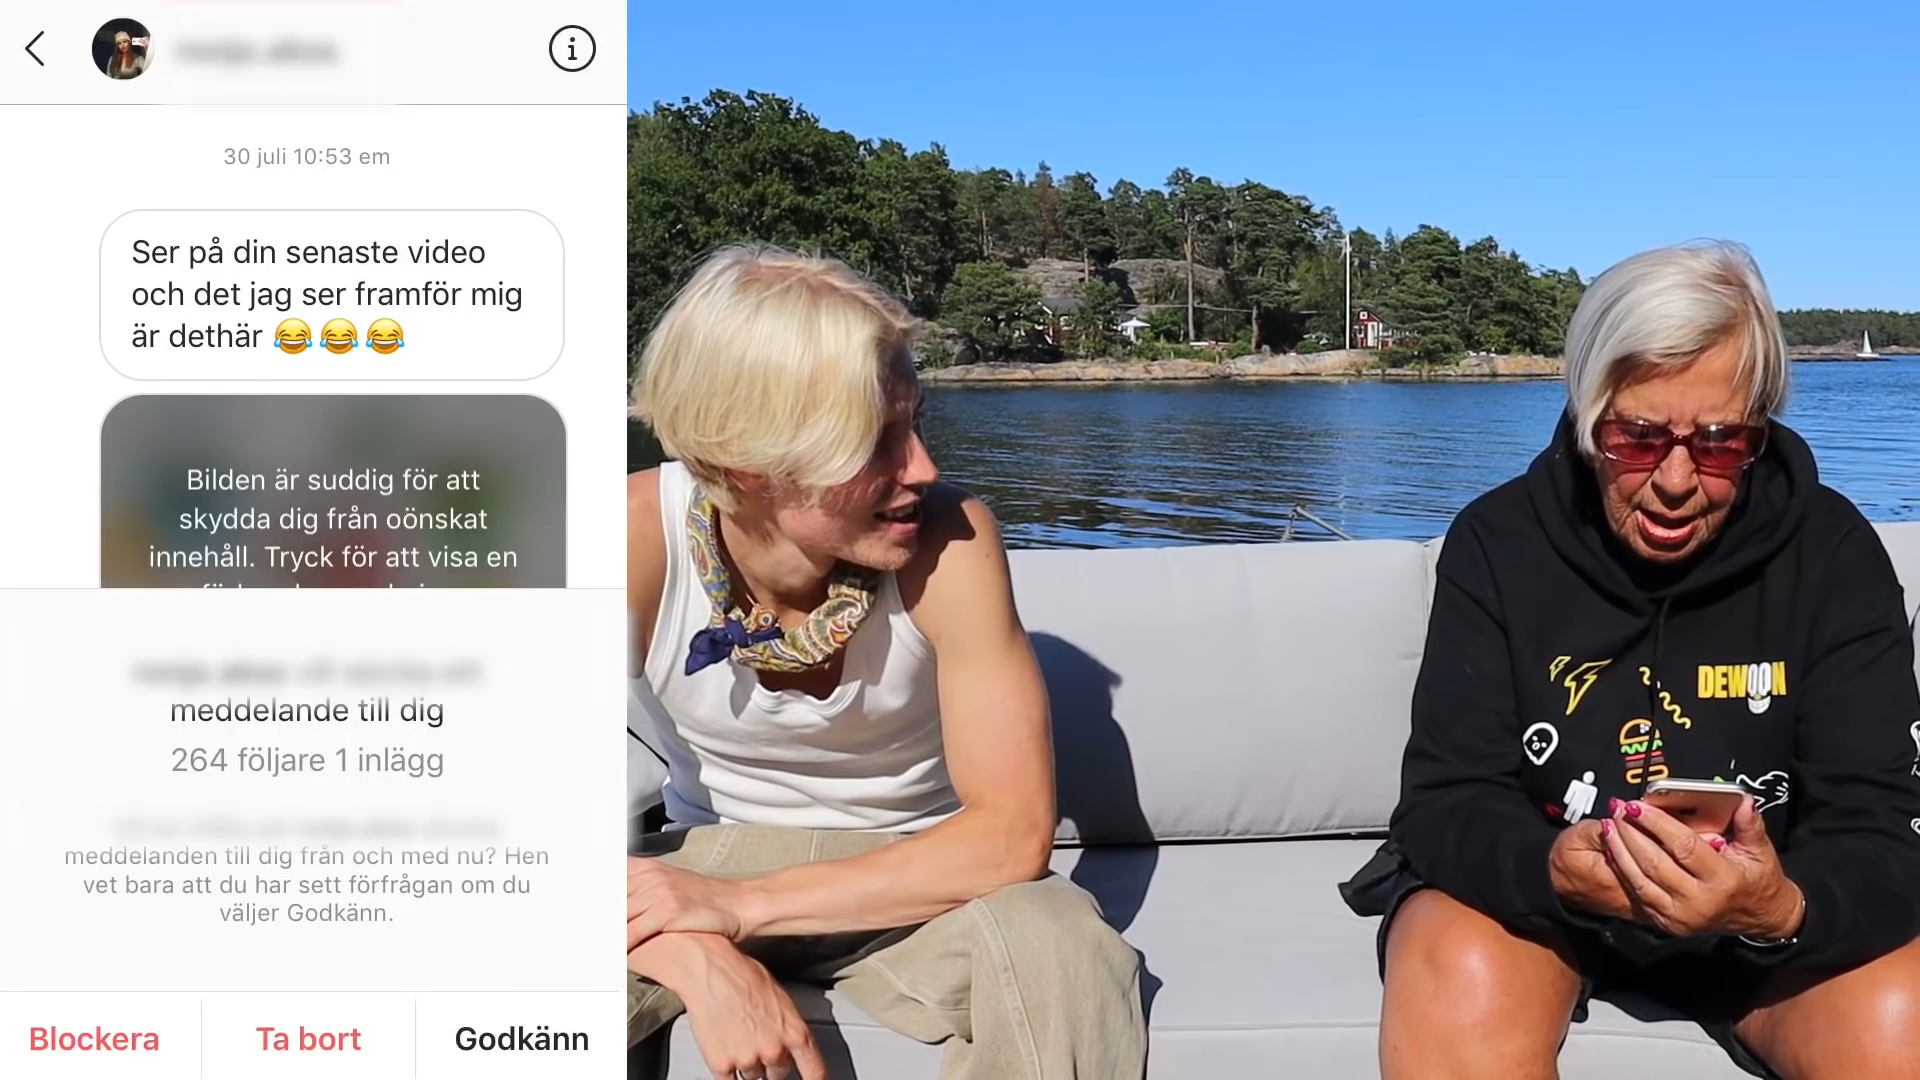 30 juli 10:53 em
Ser på din senaste video
och det jag ser framför mig
är dethär 😂😂😂
Bilden är suddig för att
skydda dig från oönskat
innehåll. Tryck för att visa en
meddelande till dig
264 följare 1 inlägg
meddelanden till dig från och med nu? Hen
vet bara att du har sett förfrågan om du
väljer Godkänn.
Blockera
Ta bort
Godkänn
DEWOON